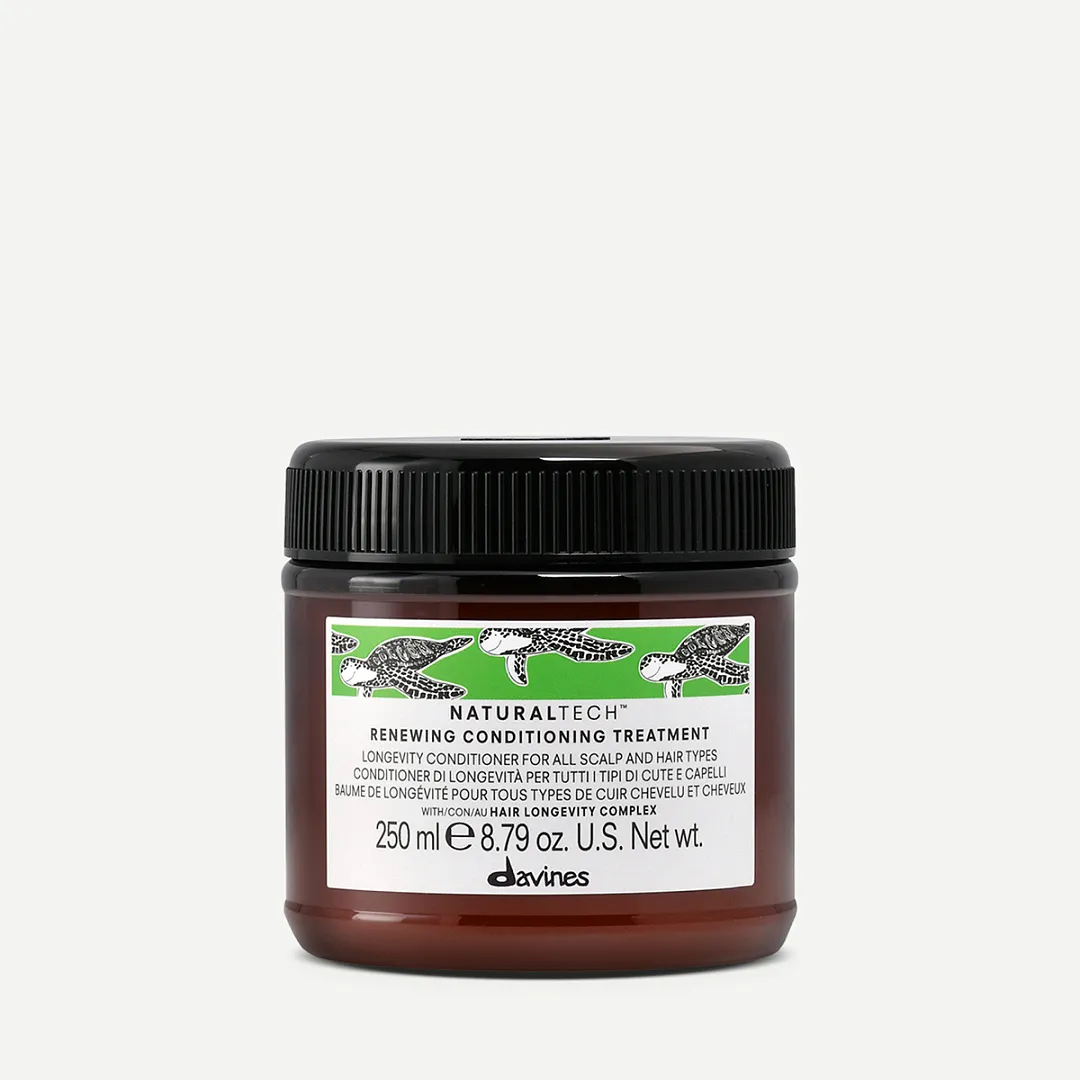 NATURALTECH™
RENEWING CONDITIONING TREATMENT
LONGEVITY CONDITIONER FOR ALL SCALP AND HAIR TYPES
CONDITIONER DI LONGEVITÀ PER TUTTI I TIPI DI CUTE E CAPELLI
BAUME DE LONGÉVITÉ POUR TOUS TYPES DE CUIR CHEVELU ET CHEVEUX
WITH/CON/AU HAIR LONGEVITY COMPLEX
250 ml ℮ 8.79 oz. U.S. Net wt.
davines